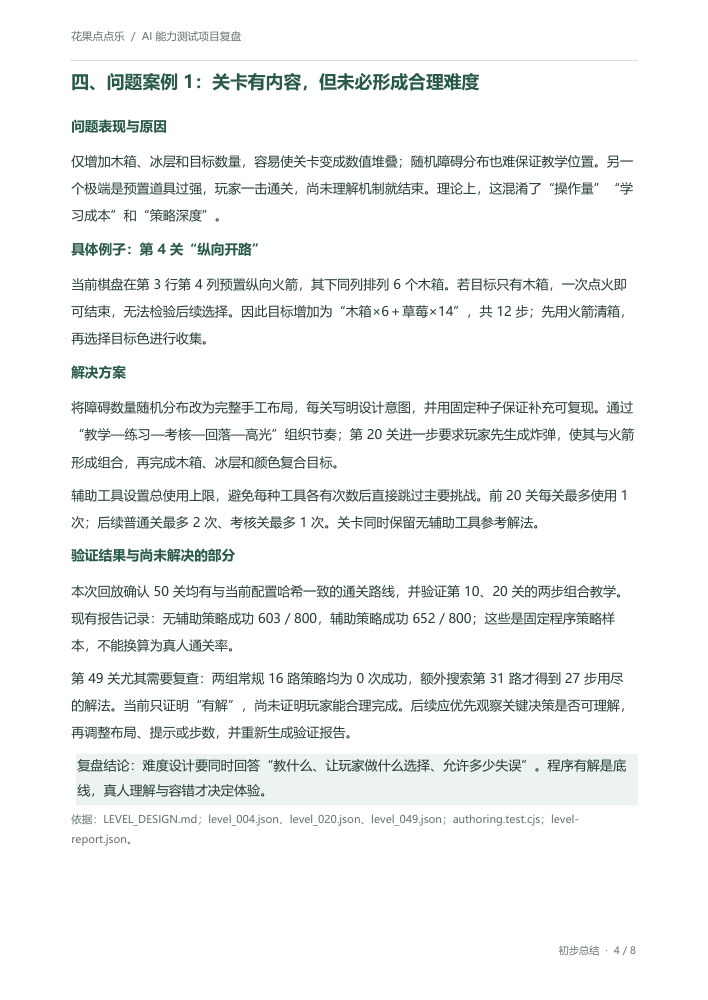 花果点点乐 / AI 能力测试项目复盘
四、问题案例 1：关卡有内容，但未必形成合理难度
问题表现与原因
仅增加木箱、冰层和目标数量，容易使关卡变成数值堆叠；随机障碍分布也难保证教学位置。另一
个极端是预置道具过强，玩家一击通关，尚未理解机制就结束。理论上，这混淆了“操作量”“学
习成本”和“策略深度”。
具体例子：第 4 关“纵向开路”
当前棋盘在第 3 行第 4 列预置纵向火箭，其下同列排列 6 个木箱。若目标只有木箱，一次点火即
可结束，无法检验后续选择。因此目标增加为“木箱×6＋草莓×14”，共 12 步；先用火箭清箱，
再选择目标色进行收集。
解决方案
将障碍数量随机分布改为完整手工布局，每关写明设计意图，并用固定种子保证补充可复现。通过
“教学—练习—考核—回落—高光”组织节奏；第 20 关进一步要求玩家先生成炸弹，使其与火箭
形成组合，再完成木箱、冰层和颜色复合目标。
辅助工具设置总使用上限，避免每种工具各有次数后直接跳过主要挑战。前 20 关每关最多使用 1
次；后续普通关最多 2 次、考核关最多 1 次。关卡同时保留无辅助工具参考解法。
验证结果与尚未解决的部分
本次回放确认 50 关均有与当前配置哈希一致的通关路线，并验证第 10、20 关的两步组合教学。
现有报告记录：无辅助策略成功 603 / 800，辅助策略成功 652 / 800；这些是固定程序策略样
本，不能换算为真人通关率。
第 49 关尤其需要复查：两组常规 16 路策略均为 0 次成功，额外搜索第 31 路才得到 27 步用尽
的解法。当前只证明“有解”，尚未证明玩家能合理完成。后续应优先观察关键决策是否可理解，
再调整布局、提示或步数，并重新生成验证报告。
复盘结论：难度设计要同时回答“教什么、让玩家做什么选择、允许多少失误”。程序有解是底
线，真人理解与容错才决定体验。
依据：LEVEL_DESIGN.md；level_004.json、level_020.json、level_049.json；authoring.test.cjs；level-
report.json。
初步总结 · 4 / 8